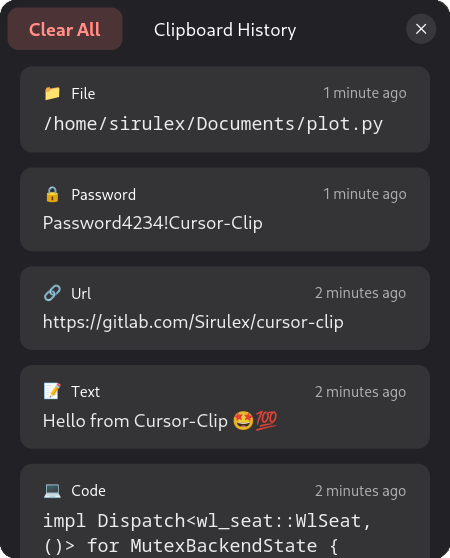 Clear All
Clipboard History
📁 File
1 minute ago
/home/sirulex/Documents/plot.py
🔒 Password
1 minute ago
Password4234!Cursor-Clip
🔗 Url
2 minutes ago
https://gitlab.com/Sirulex/cursor-clip
📝 Text
2 minutes ago
Hello from Cursor-Clip 🤩💯
💻 Code
2 minutes ago
impl Dispatch<wl_seat::WlSeat,
()> for MutexBackendState {